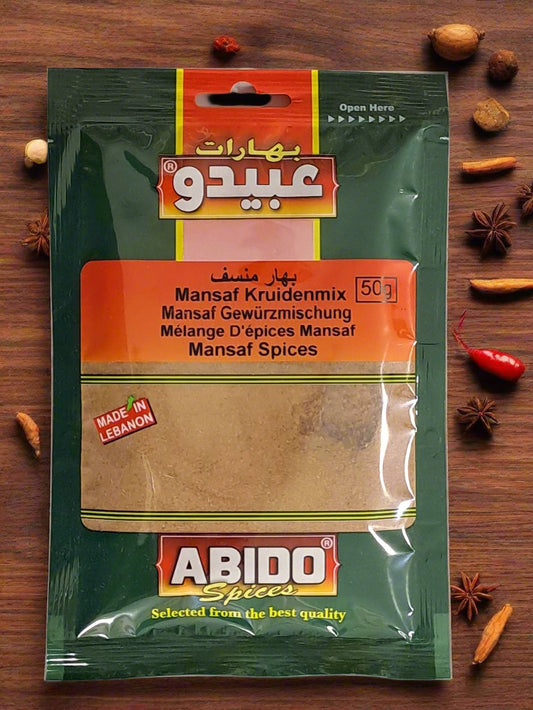 Open Here
بهارات
عبيدو®
بهار منسف
Mansaf Kruidenmix 50g
Mansaf Gewürzmischung
Mélange D'épices Mansaf
Mansaf Spices
MADE IN
LEBANON
ABIDO®
Spices
Selected from the best quality